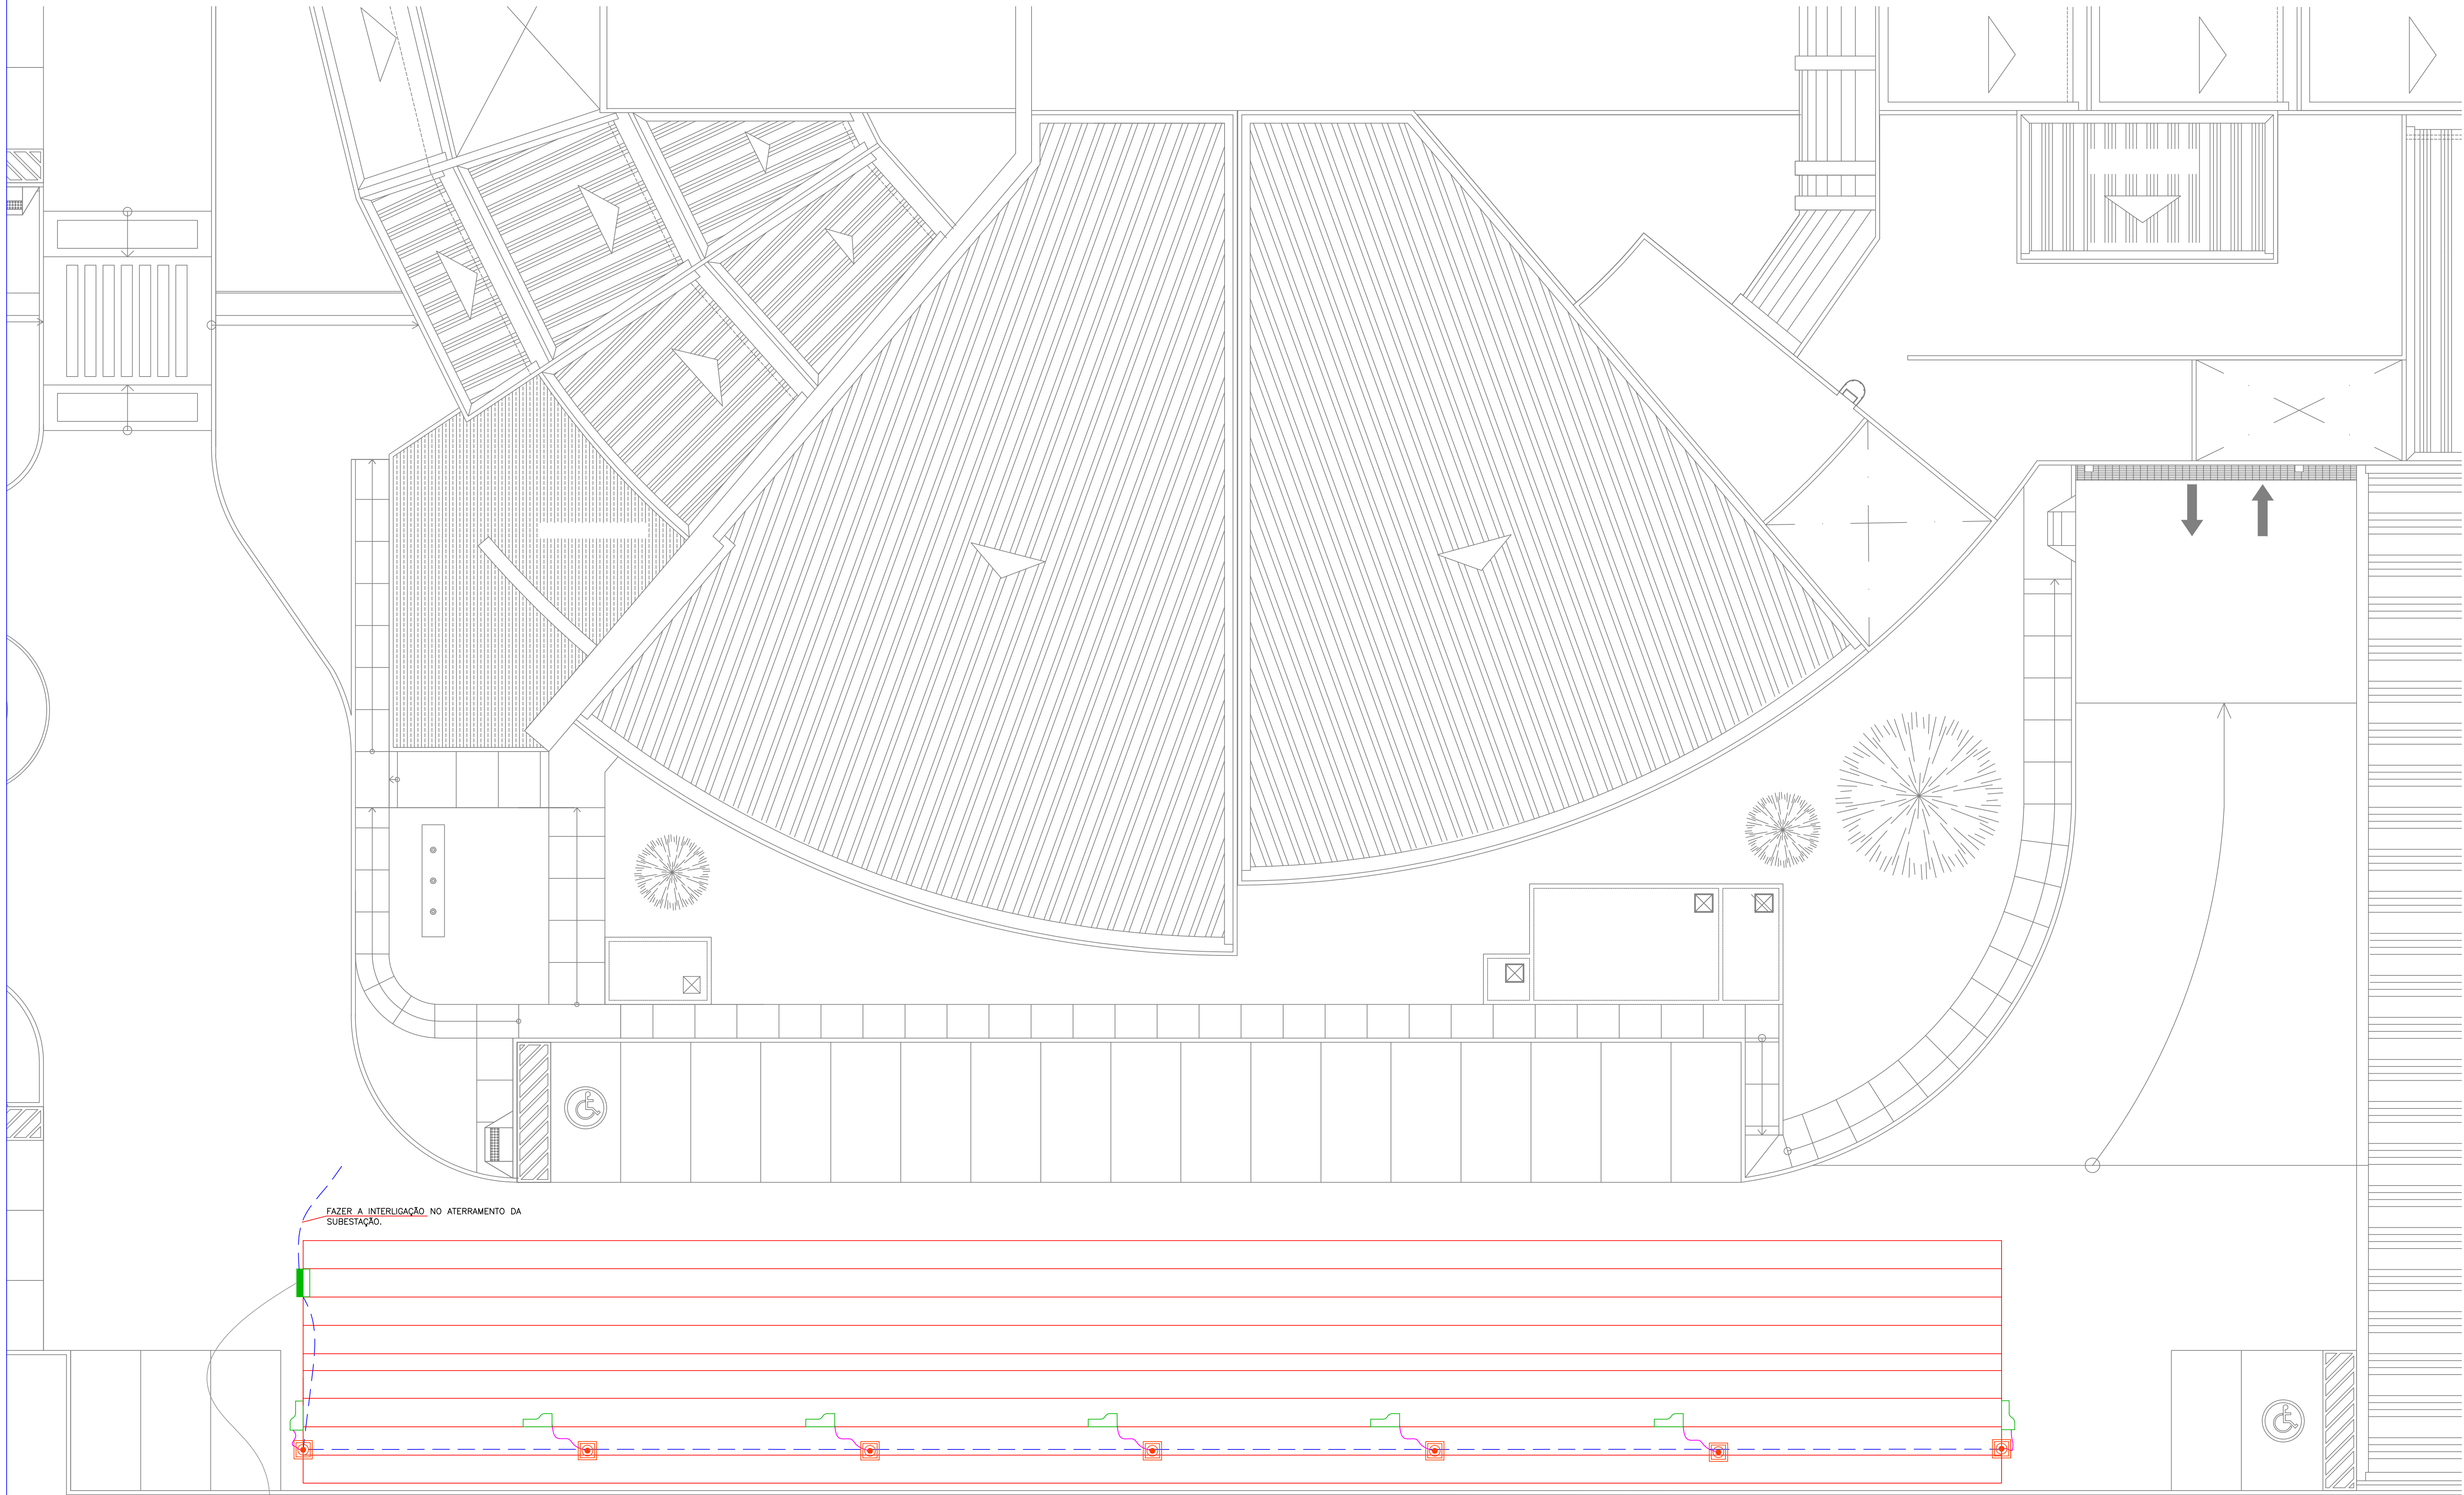 FAZER A INTERLIGAÇÃO NO ATERRAMENTO DA
SUBESTAÇÃO.